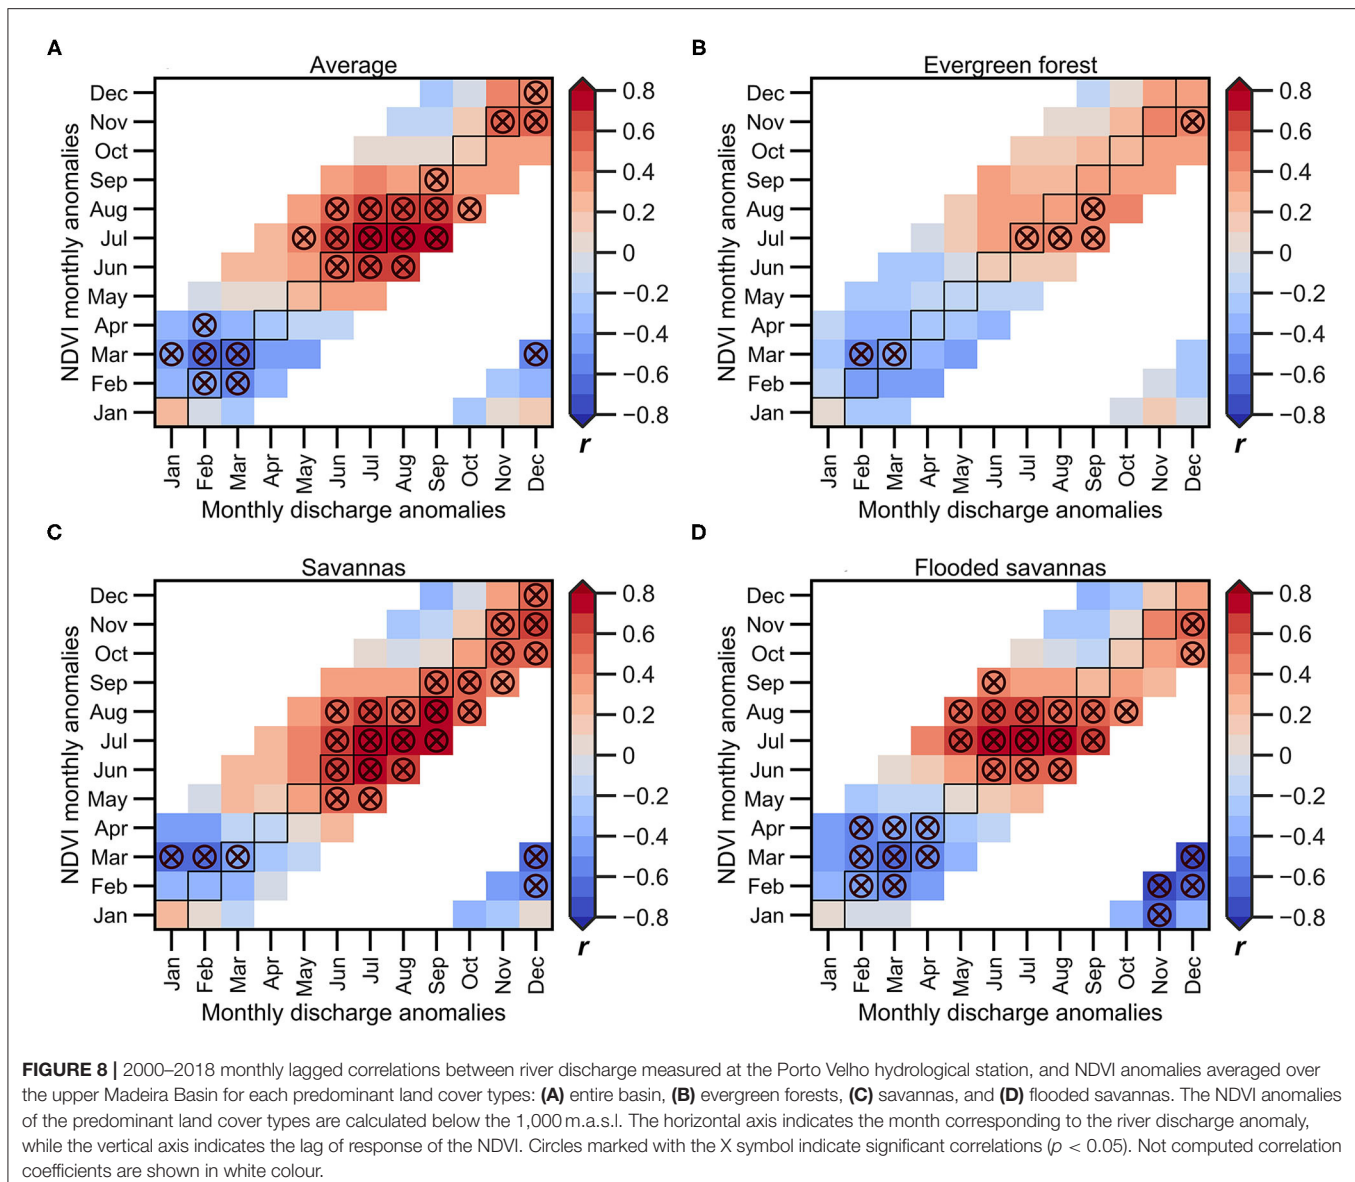 A
Average
Dec
Nov
Oct
Sep
Aug
Jul
Jun
May
Apr
Mar
Feb
Jan
NDVI monthly anomalies
Jan
Feb
Mar
Apr
May
Jun
Jul
Aug
Sep
Oct
Nov
Dec
Monthly discharge anomalies
0.8
0.6
0.4
0.2
0
−0.2
−0.4
−0.6
−0.8
r
B
Evergreen forest
Dec
Nov
Oct
Sep
Aug
Jul
Jun
May
Apr
Mar
Feb
Jan
NDVI monthly anomalies
Jan
Feb
Mar
Apr
May
Jun
Jul
Aug
Sep
Oct
Nov
Dec
Monthly discharge anomalies
0.8
0.6
0.4
0.2
0
−0.2
−0.4
−0.6
−0.8
r
C
Savannas
Dec
Nov
Oct
Sep
Aug
Jul
Jun
May
Apr
Mar
Feb
Jan
NDVI monthly anomalies
Jan
Feb
Mar
Apr
May
Jun
Jul
Aug
Sep
Oct
Nov
Dec
Monthly discharge anomalies
0.8
0.6
0.4
0.2
0
−0.2
−0.4
−0.6
−0.8
r
D
Flooded savannas
Dec
Nov
Oct
Sep
Aug
Jul
Jun
May
Apr
Mar
Feb
Jan
NDVI monthly anomalies
Jan
Feb
Mar
Apr
May
Jun
Jul
Aug
Sep
Oct
Nov
Dec
Monthly discharge anomalies
0.8
0.6
0.4
0.2
0
−0.2
−0.4
−0.6
−0.8
r
FIGURE 8 | 2000–2018 monthly lagged correlations between river discharge measured at the Porto Velho hydrological station, and NDVI anomalies averaged over
the upper Madeira Basin for each predominant land cover types: (A) entire basin, (B) evergreen forests, (C) savannas, and (D) flooded savannas. The NDVI anomalies
of the predominant land cover types are calculated below the 1,000 m.a.s.l. The horizontal axis indicates the month corresponding to the river discharge anomaly,
while the vertical axis indicates the lag of response of the NDVI. Circles marked with the X symbol indicate significant correlations (p < 0.05). Not computed correlation
coefficients are shown in white colour.